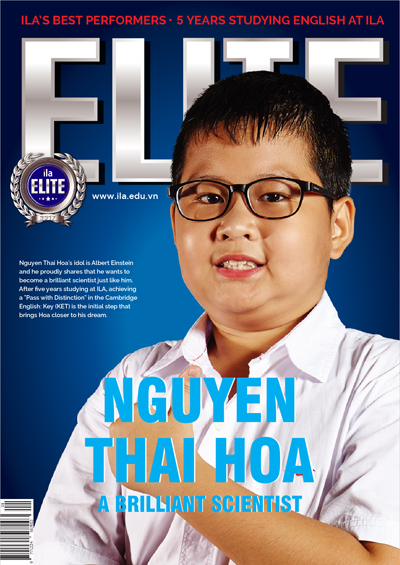 ILA'S BEST PERFORMERS • 5 YEARS STUDYING ENGLISH AT ILA
ELITE
ila
ELITE
www.ila.edu.vn
Nguyen Thai Hoa's idol is Albert Einstein
and he proudly shares that he wants to
become a brilliant scientist just like him.
After five years studying at ILA, achieving
a "Pass with Distinction" in the Cambridge
English: Key (KET) is the initial step that
brings Hoa closer to his dream.
NGUYEN
THAI HOA
A BRILLIANT SCIENTIST